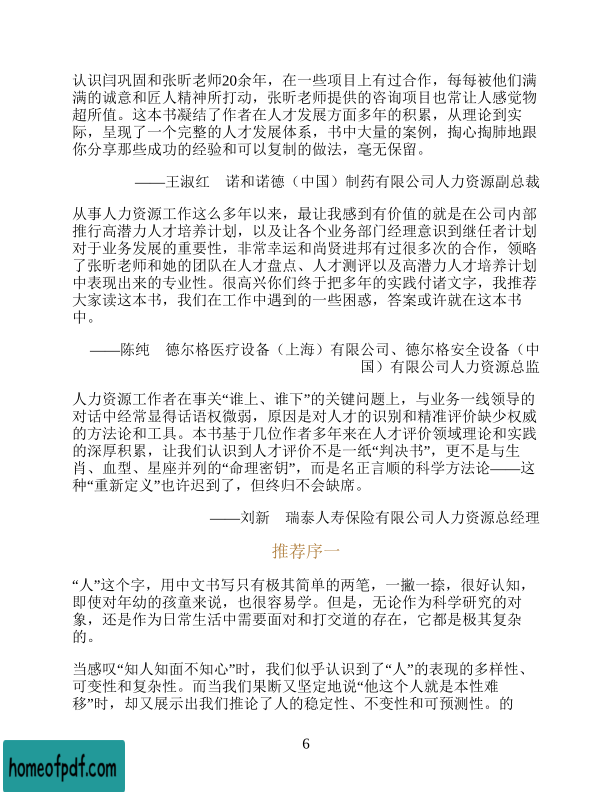 认识闫巩固和张昕老师20余年，在一些项目上有过合作，每每被他们满
满的诚意和匠人精神所打动，张昕老师提供的咨询项目也常让人感觉物
超所值。这本书凝结了作者在人才发展方面多年的积累，从理论到实
际，呈现了一个完整的人才发展体系，书中大量的案例，掏心掏肺地跟
你分享那些成功的经验和可以复制的做法，毫无保留。
——王淑红　诺和诺德（中国）制药有限公司人力资源副总裁
从事人力资源工作这么多年以来，最让我感到有价值的就是在公司内部
推行高潜力人才培养计划，以及让各个业务部门经理意识到继任者计划
对于业务发展的重要性，非常幸运和尚贤进邦有过很多次的合作，领略
了张昕老师和她的团队在人才盘点、人才测评以及高潜力人才培养计划
中表现出来的专业性。很高兴你们终于把多年的实践付诸文字，我推荐
大家读这本书，我们在工作中遇到的一些困惑，答案或许就在这本书
中。
——陈纯　德尔格医疗设备（上海）有限公司、德尔格安全设备（中
国）有限公司人力资源总监
人力资源工作者在事关“谁上、谁下”的关键问题上，与业务一线领导的
对话中经常显得话语权微弱，原因是对人才的识别和精准评价缺少权威
的方法论和工具。本书基于几位作者多年来在人才评价领域理论和实践
的深厚积累，让我们认识到人才评价不是一纸“判决书”，更不是与生
肖、血型、星座并列的“命理密钥”，而是名正言顺的科学方法论——这
种“重新定义”也许迟到了，但终归不会缺席。
——刘新　瑞泰人寿保险有限公司人力资源总经理
推荐序一
“人”这个字，用中文书写只有极其简单的两笔，一撇一捺，很好认知，
即使对年幼的孩童来说，也很容易学。但是，无论作为科学研究的对
象，还是作为日常生活中需要面对和打交道的存在，它都是极其复杂
的。
当感叹“知人知面不知心”时，我们似乎认识到了“人”的表现的多样性、
可变性和复杂性。而当我们果断又坚定地说“他这个人就是本性难
移”时，却又展示出我们推论了人的稳定性、不变性和可预测性。的
6
homeofpdf.com